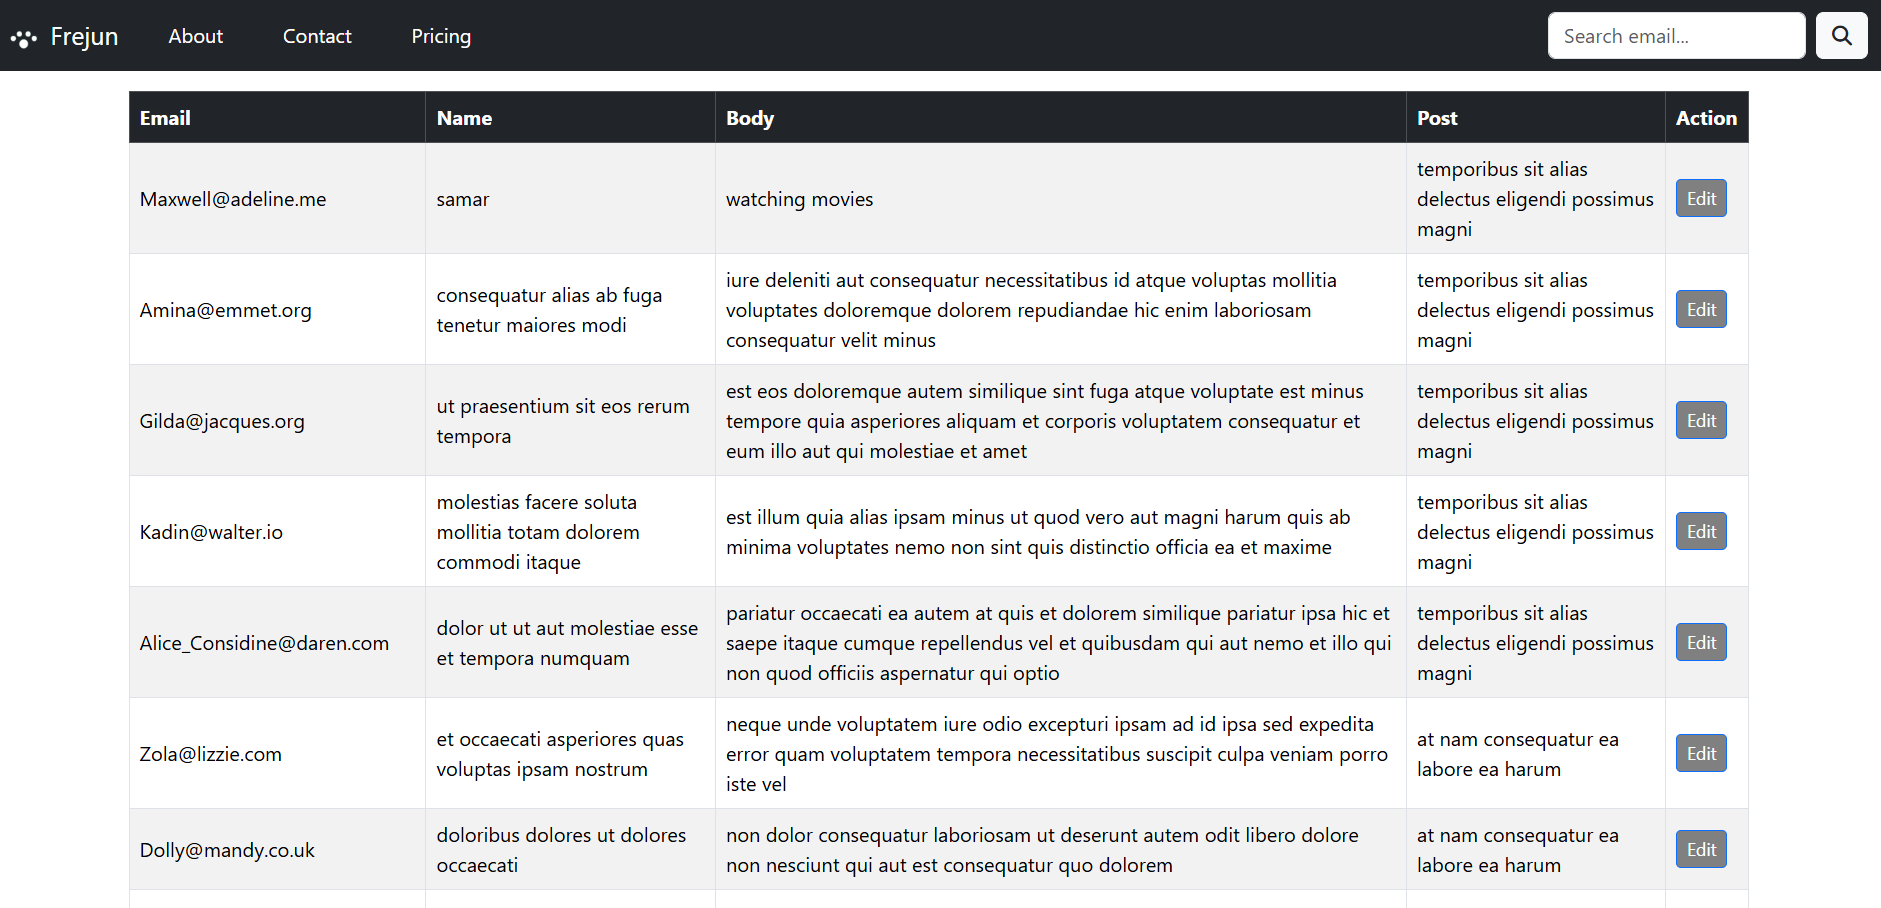 Frejun About Contact Pricing Search email...
Email Name Body Post Action
Maxwell@adeline.me
samar
watching movies
temporibus sit alias
delectus eligendi possimus
magni
Edit
Amina@emmet.org
consequatur alias ab fuga
tenetur maiores modi
iure deleniti aut consequatur necessitatibus id atque voluptas mollitia
voluptates doloremque dolorem repudiandae hic enim laboriosam
consequatur velit minus
temporibus sit alias
delectus eligendi possimus
magni
Edit
Gilda@jacques.org
ut praesentium sit eos rerum
tempora
est eos doloremque autem similique sint fuga atque voluptate est minus
tempore quia asperiores aliquam et corporis voluptatem consequatur et
eum illo aut qui molestiae et amet
temporibus sit alias
delectus eligendi possimus
magni
Edit
Kadin@walter.io
molestias facere soluta
mollitia totam dolorem
commodi itaque
est illum quia alias ipsam minus ut quod vero aut magni harum quis ab
minima voluptates nemo non sint quis distinctio officia ea et maxime
temporibus sit alias
delectus eligendi possimus
magni
Edit
Alice_Considine@daren.com
dolor ut ut aut molestiae esse
et tempora numquam
pariatur occaecati ea autem at quis et dolorem similique pariatur ipsa hic et
saepe itaque cumque repellendus vel et quibusdam qui aut nemo et illo qui
non quod officiis aspernatur qui optio
temporibus sit alias
delectus eligendi possimus
magni
Edit
Zola@lizzie.com
et occaecati asperiores quas
voluptas ipsam nostrum
neque unde voluptatem iure odio excepturi ipsam ad id ipsa sed expedita
error quam voluptatem tempora necessitatibus suscipit culpa veniam porro
iste vel
at nam consequatur ea
labore ea harum
Edit
Dolly@mandy.co.uk
doloribus dolores ut dolores
occaecati
non dolor consequatur laboriosam ut deserunt autem odit libero dolore
non nesciunt qui aut est consequatur quo dolorem
at nam consequatur ea
labore ea harum
Edit